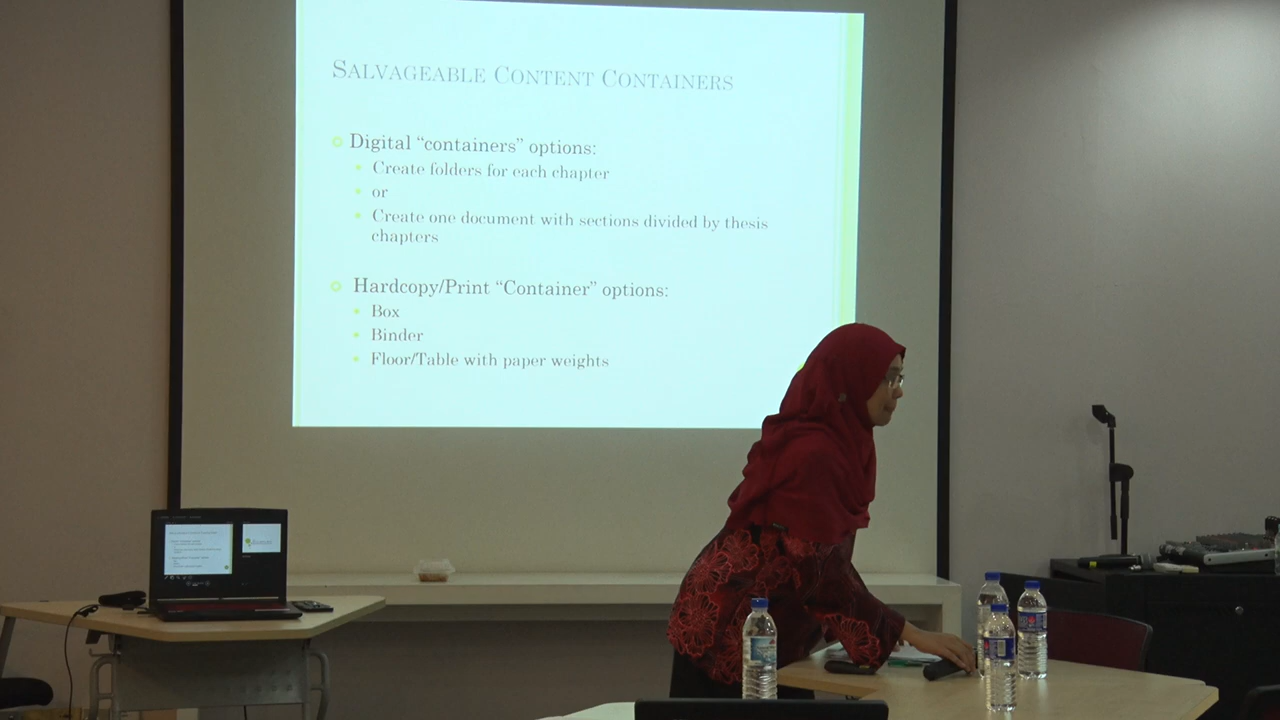 SALVAGEABLE CONTENT CONTAINERS
Digital “containers” options:
Create folders for each chapter
or
Create one document with sections divided by thesis
chapters
Hardcopy/Print “Container” options:
Box
Binder
Floor/Table with paper weights